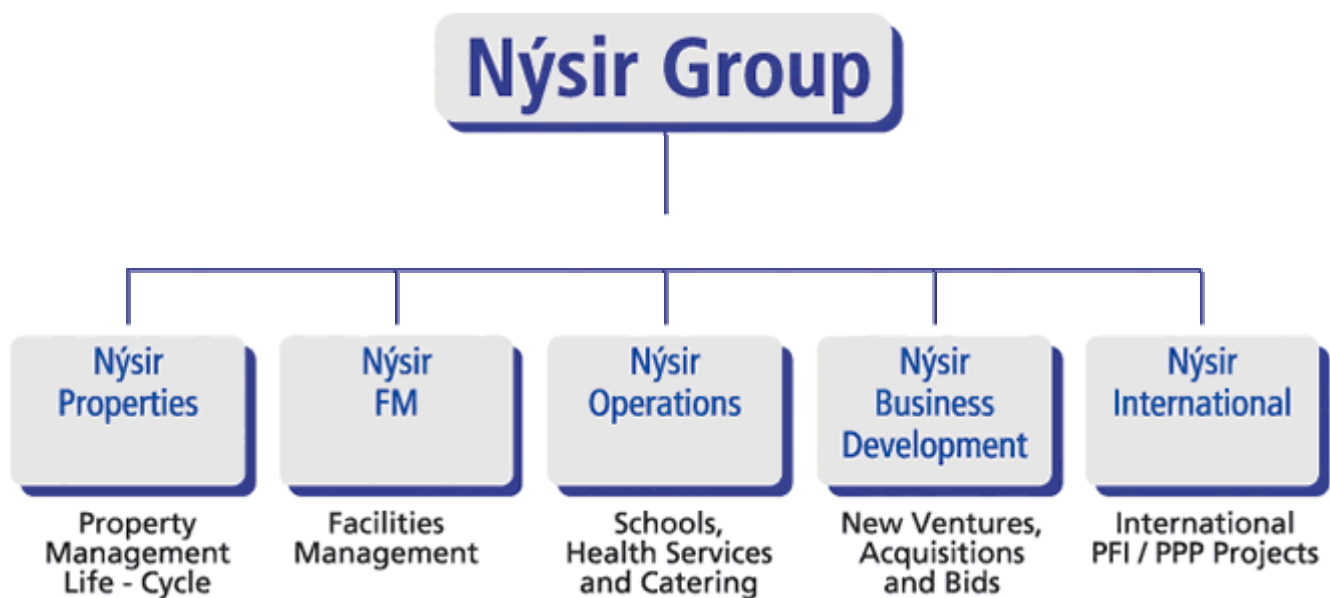 Nýsir Group
Nýsir
Properties
Nýsir
FM
Nýsir
Operations
Nýsir
Business
Development
Nýsir
International
Property
Management
Life - Cycle
Facilities
Management
Schools,
Health Services
and Catering
New Ventures,
Acquisitions
and Bids
International
PFI / PPP Projects